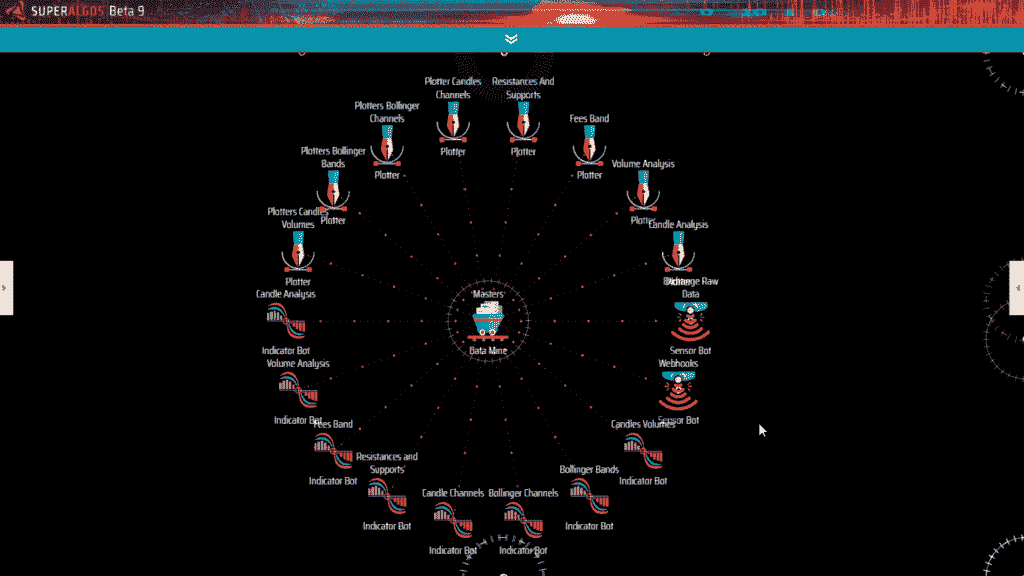 SUPERALGOS Beta 9
Plotter Candles
Channels
Plotter
Resistances And
Supports
Plotter
Plotters Bollinger
Channels
Plotter
Fees Band
Plotter
Plotters Bollinger
Bands
Plotter
Volume Analysis
Plotter
Plotters Candles
Volumes
Plotter
Candle Analysis
Plotter
Exchange Raw
Data
Sensor Bot
Candle Analysis
Indicator Bot
Masters
Data Mine
Webhooks
Sensor Bot
Volume Analysis
Indicator Bot
Fees Band
Indicator Bot
Candles Volumes
Indicator Bot
Resistances and
Supports
Indicator Bot
Bollinger Bands
Indicator Bot
Candle Channels
Indicator Bot
Bollinger Channels
Indicator Bot